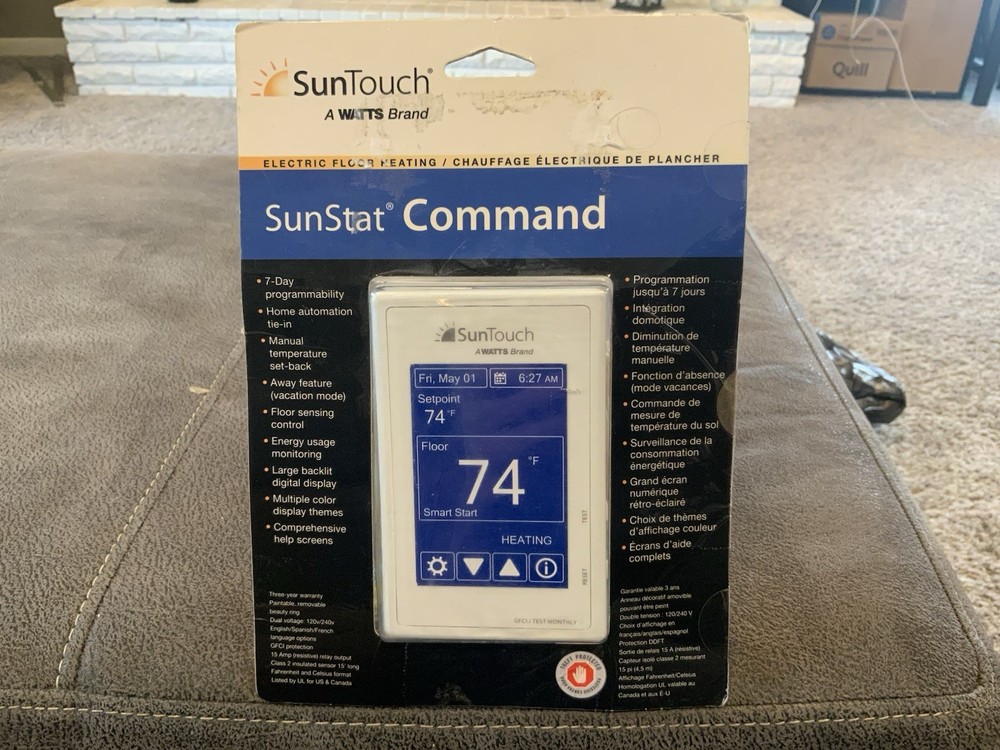 Quill
SunTouch®
A WATTS Brand
ELECTRIC FLOOR HEATING / CHAUFFAGE ÉLECTRIQUE DE PLANCHER
SunStat® Command
• 7-Day
programmability
• Home automation
tie-in
• Manual
temperature
set-back
• Away feature
(vacation mode)
• Floor sensing
control
• Energy usage
monitoring
• Large backlit
digital display
• Multiple color
display themes
• Comprehensive
help screens
Three-year warranty
Paintable, removable
beauty ring
Dual voltage: 120v/240v
English/Spanish/French
language options
GFCI protection
15 Amp (resistive) relay output
Class 2 insulated sensor 15' long
Fahrenheit and Celsius format
Listed by UL for US & Canada
SunTouch
A WATTS Brand
Fri, May 01
6:27 AM
Setpoint
74 °F
Floor
74 °F
Smart Start
HEATING
TEST
RESET
GFCI TEST MONTHLY
• Programmation
jusqu'à 7 jours
• Intégration
domotique
• Diminution de
température
manuelle
• Fonction d'absence
(mode vacances)
• Commande de
mesure de
température du sol
• Surveillance de la
consommation
énergétique
• Grand écran
numérique
rétro-éclairé
• Choix de thèmes
d'affichage couleur
• Écrans d'aide
complets
Garantie valable 3 ans
Anneau décoratif amovible
pouvant être peint
Double tension : 120/240 V
Choix d'affichage en
français/anglais/espagnol
Protection DDFT
Sortie de relais 15 A (résistive)
Capteur isolé classe 2 mesurant
15 pi (4,5 m)
Affichage Fahrenheit/Celsius
Homologation UL valable au
Canada et aux É-U
THEFT PROTECTED